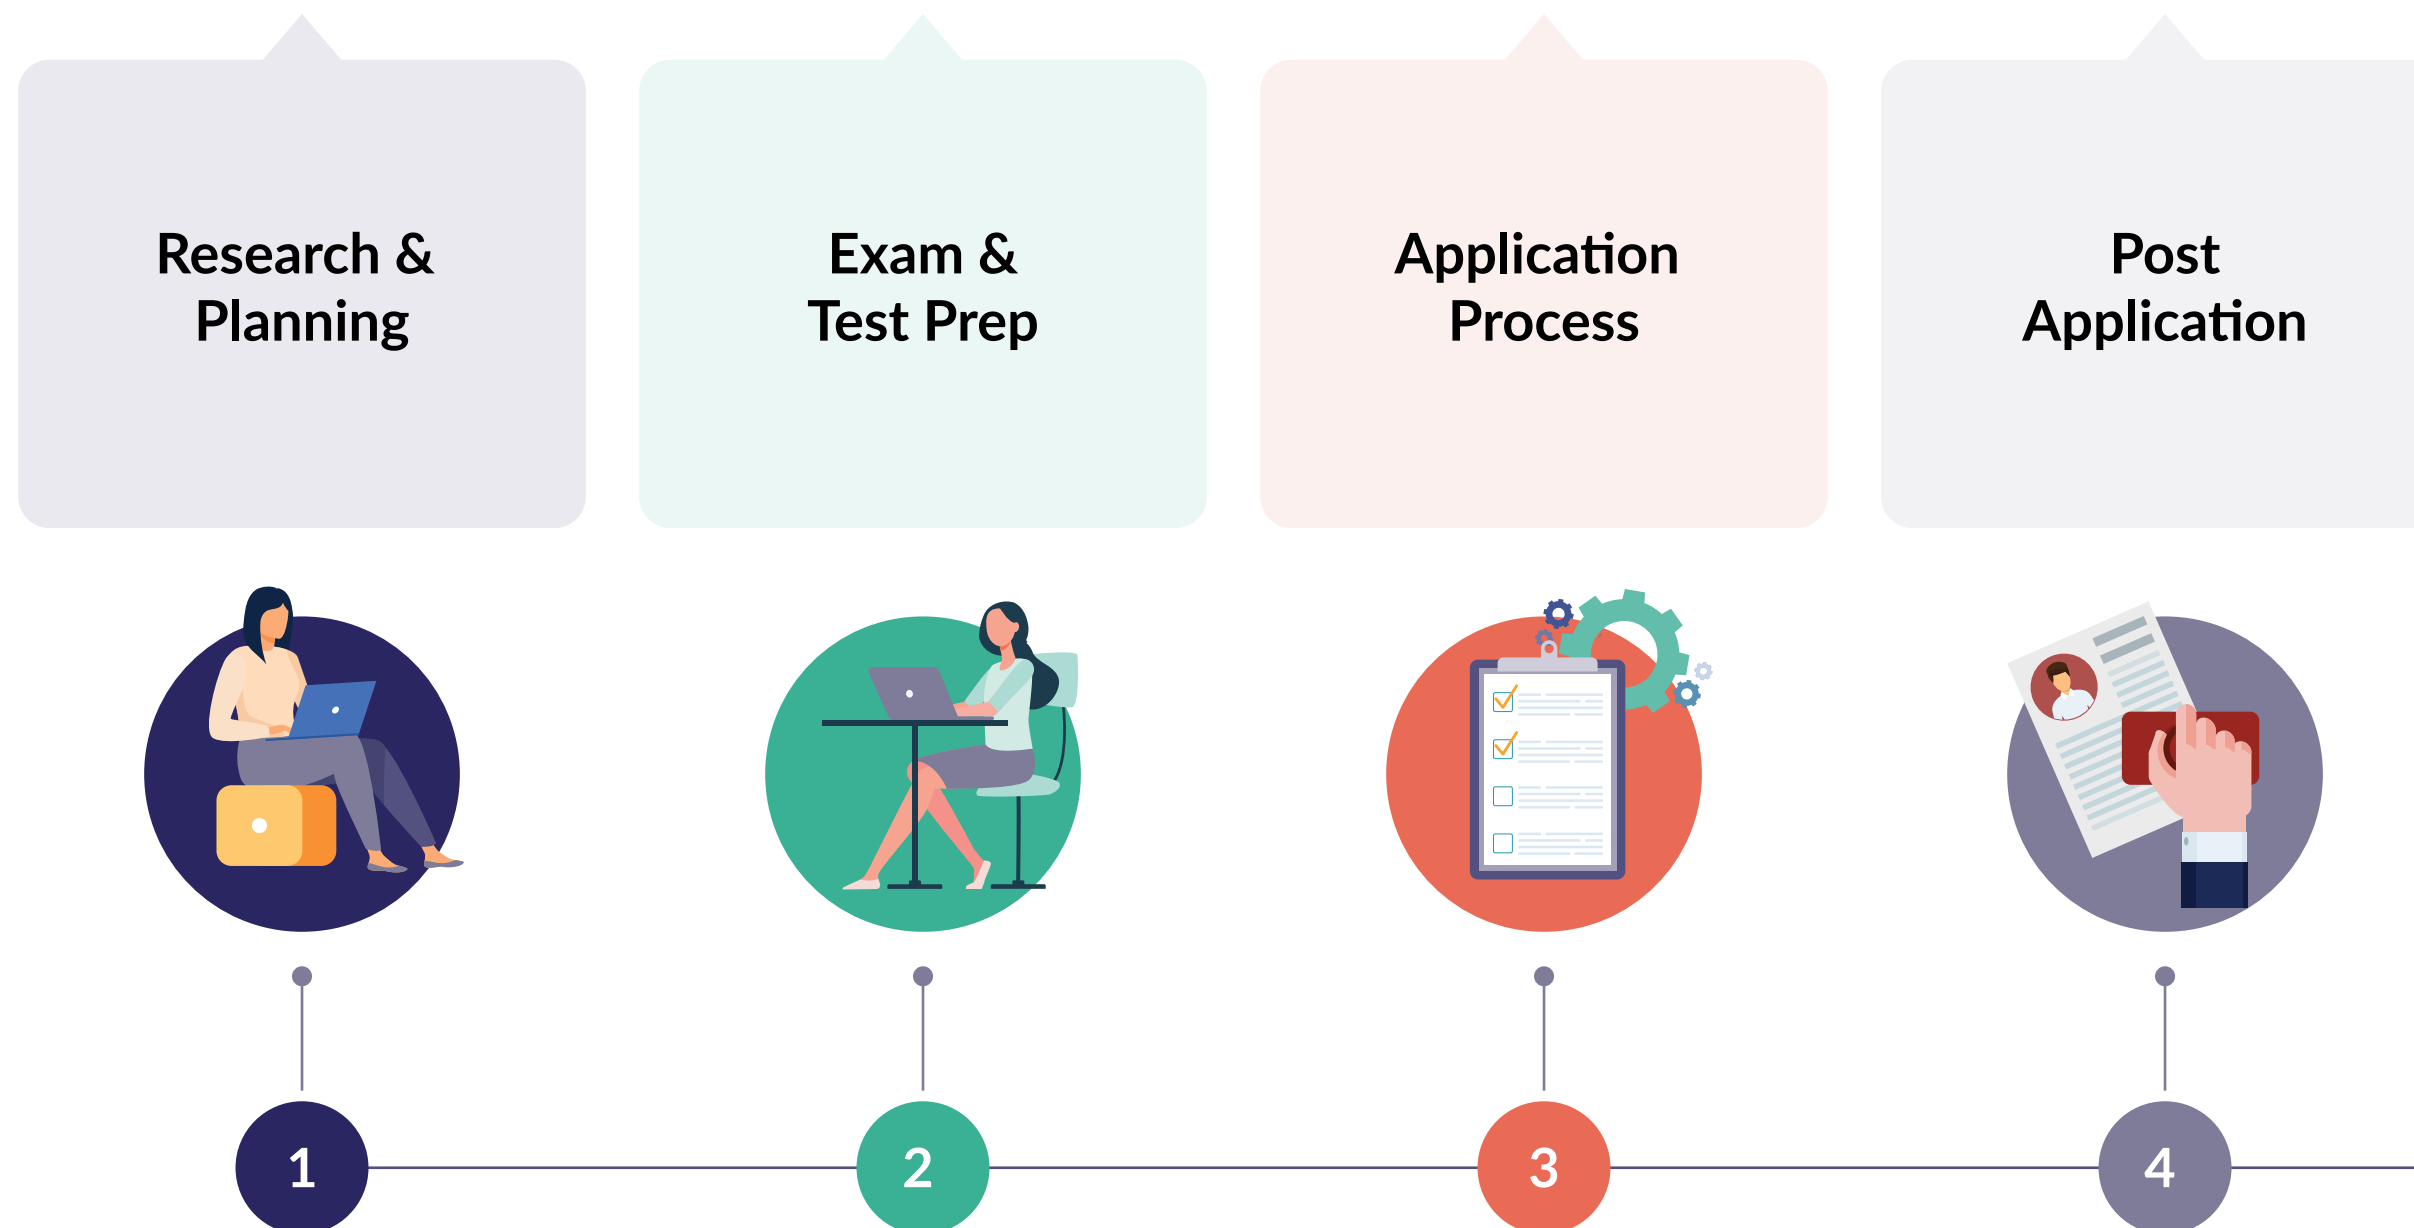 Research &
Planning
Exam &
Test Prep
Application
Process
Post
Application
1
2
3
4